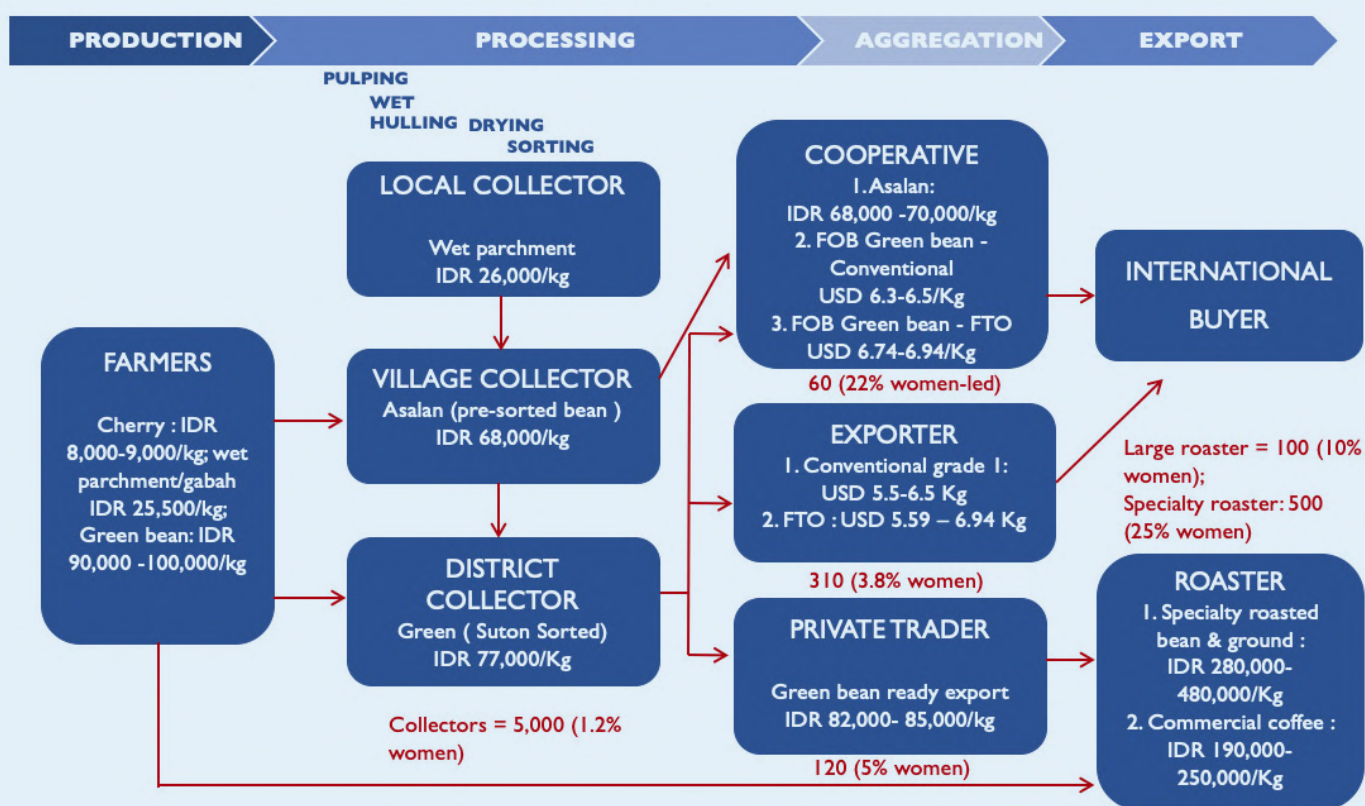 PRODUCTION
PROCESSING
AGGREGATION
EXPORT
PULPING
WET
HULLING
DRYING
SORTING
LOCAL COLLECTOR
Wet parchment
IDR 26,000/kg
FARMERS
Cherry : IDR
8,000-9,000/kg; wet
parchment/gabah
IDR 25,500/kg;
Green bean: IDR
90,000 -100,000/kg
VILLAGE COLLECTOR
Asalan (pre-sorted bean )
IDR 68,000/kg
DISTRICT
COLLECTOR
Green ( Suton Sorted)
IDR 77,000/Kg
Collectors = 5,000 (1.2%
women)
COOPERATIVE
1. Asalan:
IDR 68,000 -70,000/kg
2. FOB Green bean -
Conventional
USD 6.3-6.5/Kg
3. FOB Green bean - FTO
USD 6.74-6.94/Kg
60 (22% women-led)
EXPORTER
1. Conventional grade 1:
USD 5.5-6.5 Kg
2. FTO : USD 5.59 – 6.94 Kg
310 (3.8% women)
PRIVATE TRADER
Green bean ready export
IDR 82,000- 85,000/kg
120 (5% women)
INTERNATIONAL
BUYER
Large roaster = 100 (10%
women);
Specialty roaster: 500
(25% women)
ROASTER
1. Specialty roasted
bean & ground :
IDR 280,000-
480,000/Kg
2. Commercial coffee :
IDR 190,000-
250,000/Kg